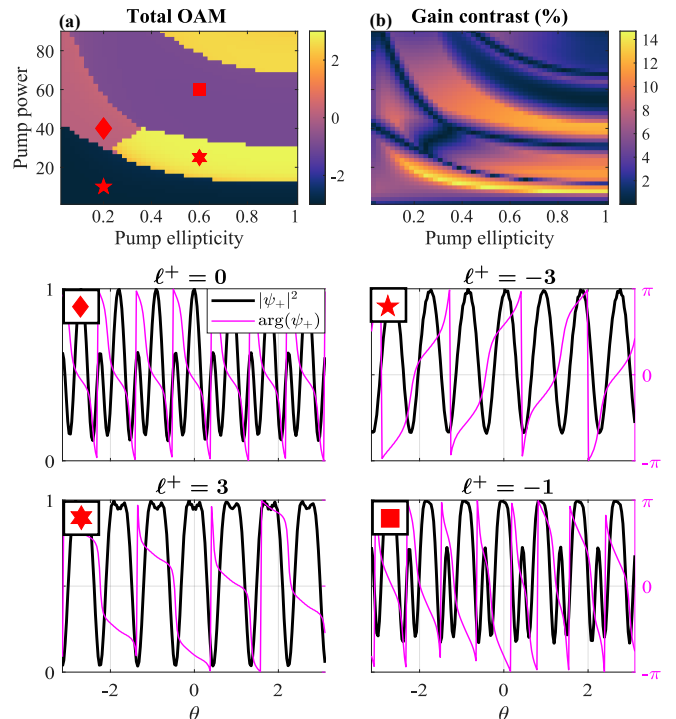 (a) Total OAM
(b) Gain contrast (%)
Pump power
80
60
40
20
0.2 0.4 0.6 0.8 1
Pump ellipticity
2
0
-2
0.2 0.4 0.6 0.8 1
Pump ellipticity
14
12
10
8
6
4
2
ℓ⁺ = 0
ℓ⁺ = −3
1
0
|ψ₊|²
arg(ψ₊)
π
0
-π
ℓ⁺ = 3
ℓ⁺ = −1
1
0
-2 0 2
θ
-2 0 2
θ
π
0
-π